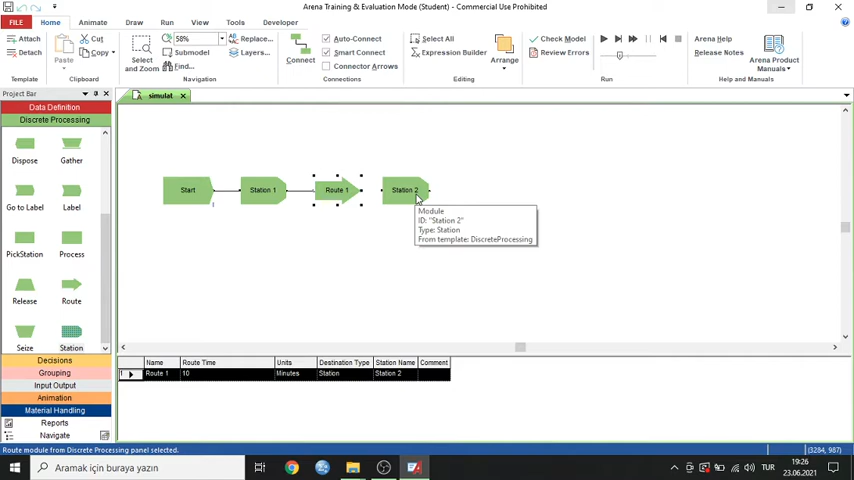 Arena Training & Evaluation Mode (Student) - Commercial Use Prohibited
FILE Home Animate Draw Run View Tools Developer
Attach
Detach
Template
Paste
Cut
Copy
Clipboard
Select
and Zoom
58%
Submodel
Find...
Navigation
Replace...
Layers...
Connect
Auto-Connect
Smart Connect
Connector Arrows
Connections
Select All
Expression Builder
Editing
Arrange
Check Model
Review Errors
Run
Arena Help
Release Notes
Arena Product
Manuals
Help and Manuals
Project Bar
simulat
Data Definition
Discrete Processing
Dispose Gather
Go to Label Label
PickStation Process
Release Route
Seize Station
Decisions
Grouping
Input Output
Animation
Material Handling
Reports
Navigate
Start
Station 1
Route 1
Station 2
Module
ID: "Station 2"
Type: Station
From template: DiscreteProcessing
Name Route Time Units Destination Type Station Name Comment
1 Route 1 10 Minutes Station Station 2
Route module from Discrete Processing panel selected.
(3284, 987)
Aramak için buraya yazın
TUR
19:26
23.06.2021